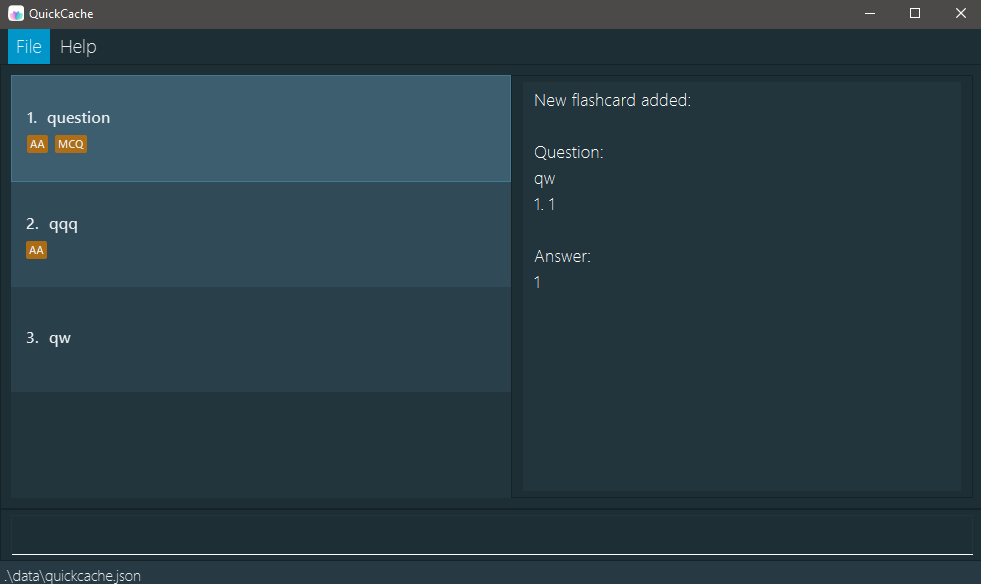 QuickCache
File Help
1. question
AA MCQ
2. qqq
AA
3. qw
New flashcard added:
Question:
qw
1. 1
Answer:
1
.\data\quickcache.json